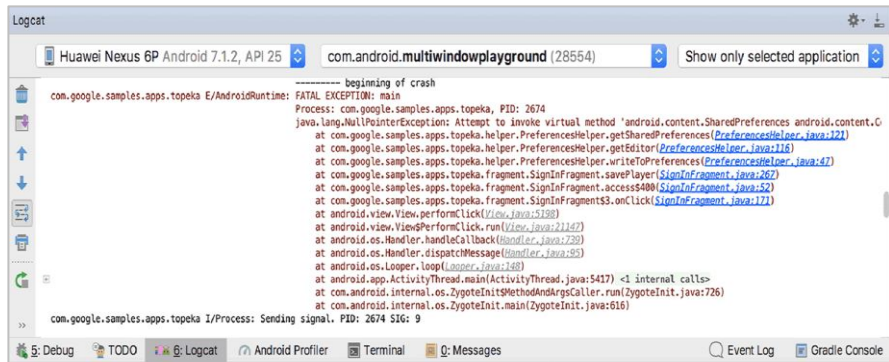 Logcat
Huawei Nexus 6P Android 7.1.2, API 25 com.android.multiwindowplayground (28554) Show only selected application
--------- beginning of crash
com.google.samples.apps.topeka E/AndroidRuntime: FATAL EXCEPTION: main
Process: com.google.samples.apps.topeka, PID: 2674
java.lang.NullPointerException: Attempt to invoke virtual method 'android.content.SharedPreferences android.content.Co
at com.google.samples.apps.topeka.helper.PreferencesHelper.getSharedPreferences(PreferencesHelper.java:121)
at com.google.samples.apps.topeka.helper.PreferencesHelper.getEditor(PreferencesHelper.java:116)
at com.google.samples.apps.topeka.helper.PreferencesHelper.writeToPreferences(PreferencesHelper.java:47)
at com.google.samples.apps.topeka.fragment.SignInFragment.savePlayer(SignInFragment.java:267)
at com.google.samples.apps.topeka.fragment.SignInFragment.access$400(SignInFragment.java:52)
at com.google.samples.apps.topeka.fragment.SignInFragment$3.onClick(SignInFragment.java:171)
at android.view.View.performClick(View.java:5198)
at android.view.View$PerformClick.run(View.java:21147)
at android.os.Handler.handleCallback(Handler.java:739)
at android.os.Handler.dispatchMessage(Handler.java:95)
at android.os.Looper.loop(Looper.java:148)
at android.app.ActivityThread.main(ActivityThread.java:5417) <1 internal calls>
at com.android.internal.os.ZygoteInit$MethodAndArgsCaller.run(ZygoteInit.java:726)
at com.android.internal.os.ZygoteInit.main(ZygoteInit.java:616)
com.google.samples.apps.topeka I/Process: Sending signal. PID: 2674 SIG: 9
5: Debug TODO 6: Logcat Android Profiler Terminal 0: Messages Event Log Gradle Console